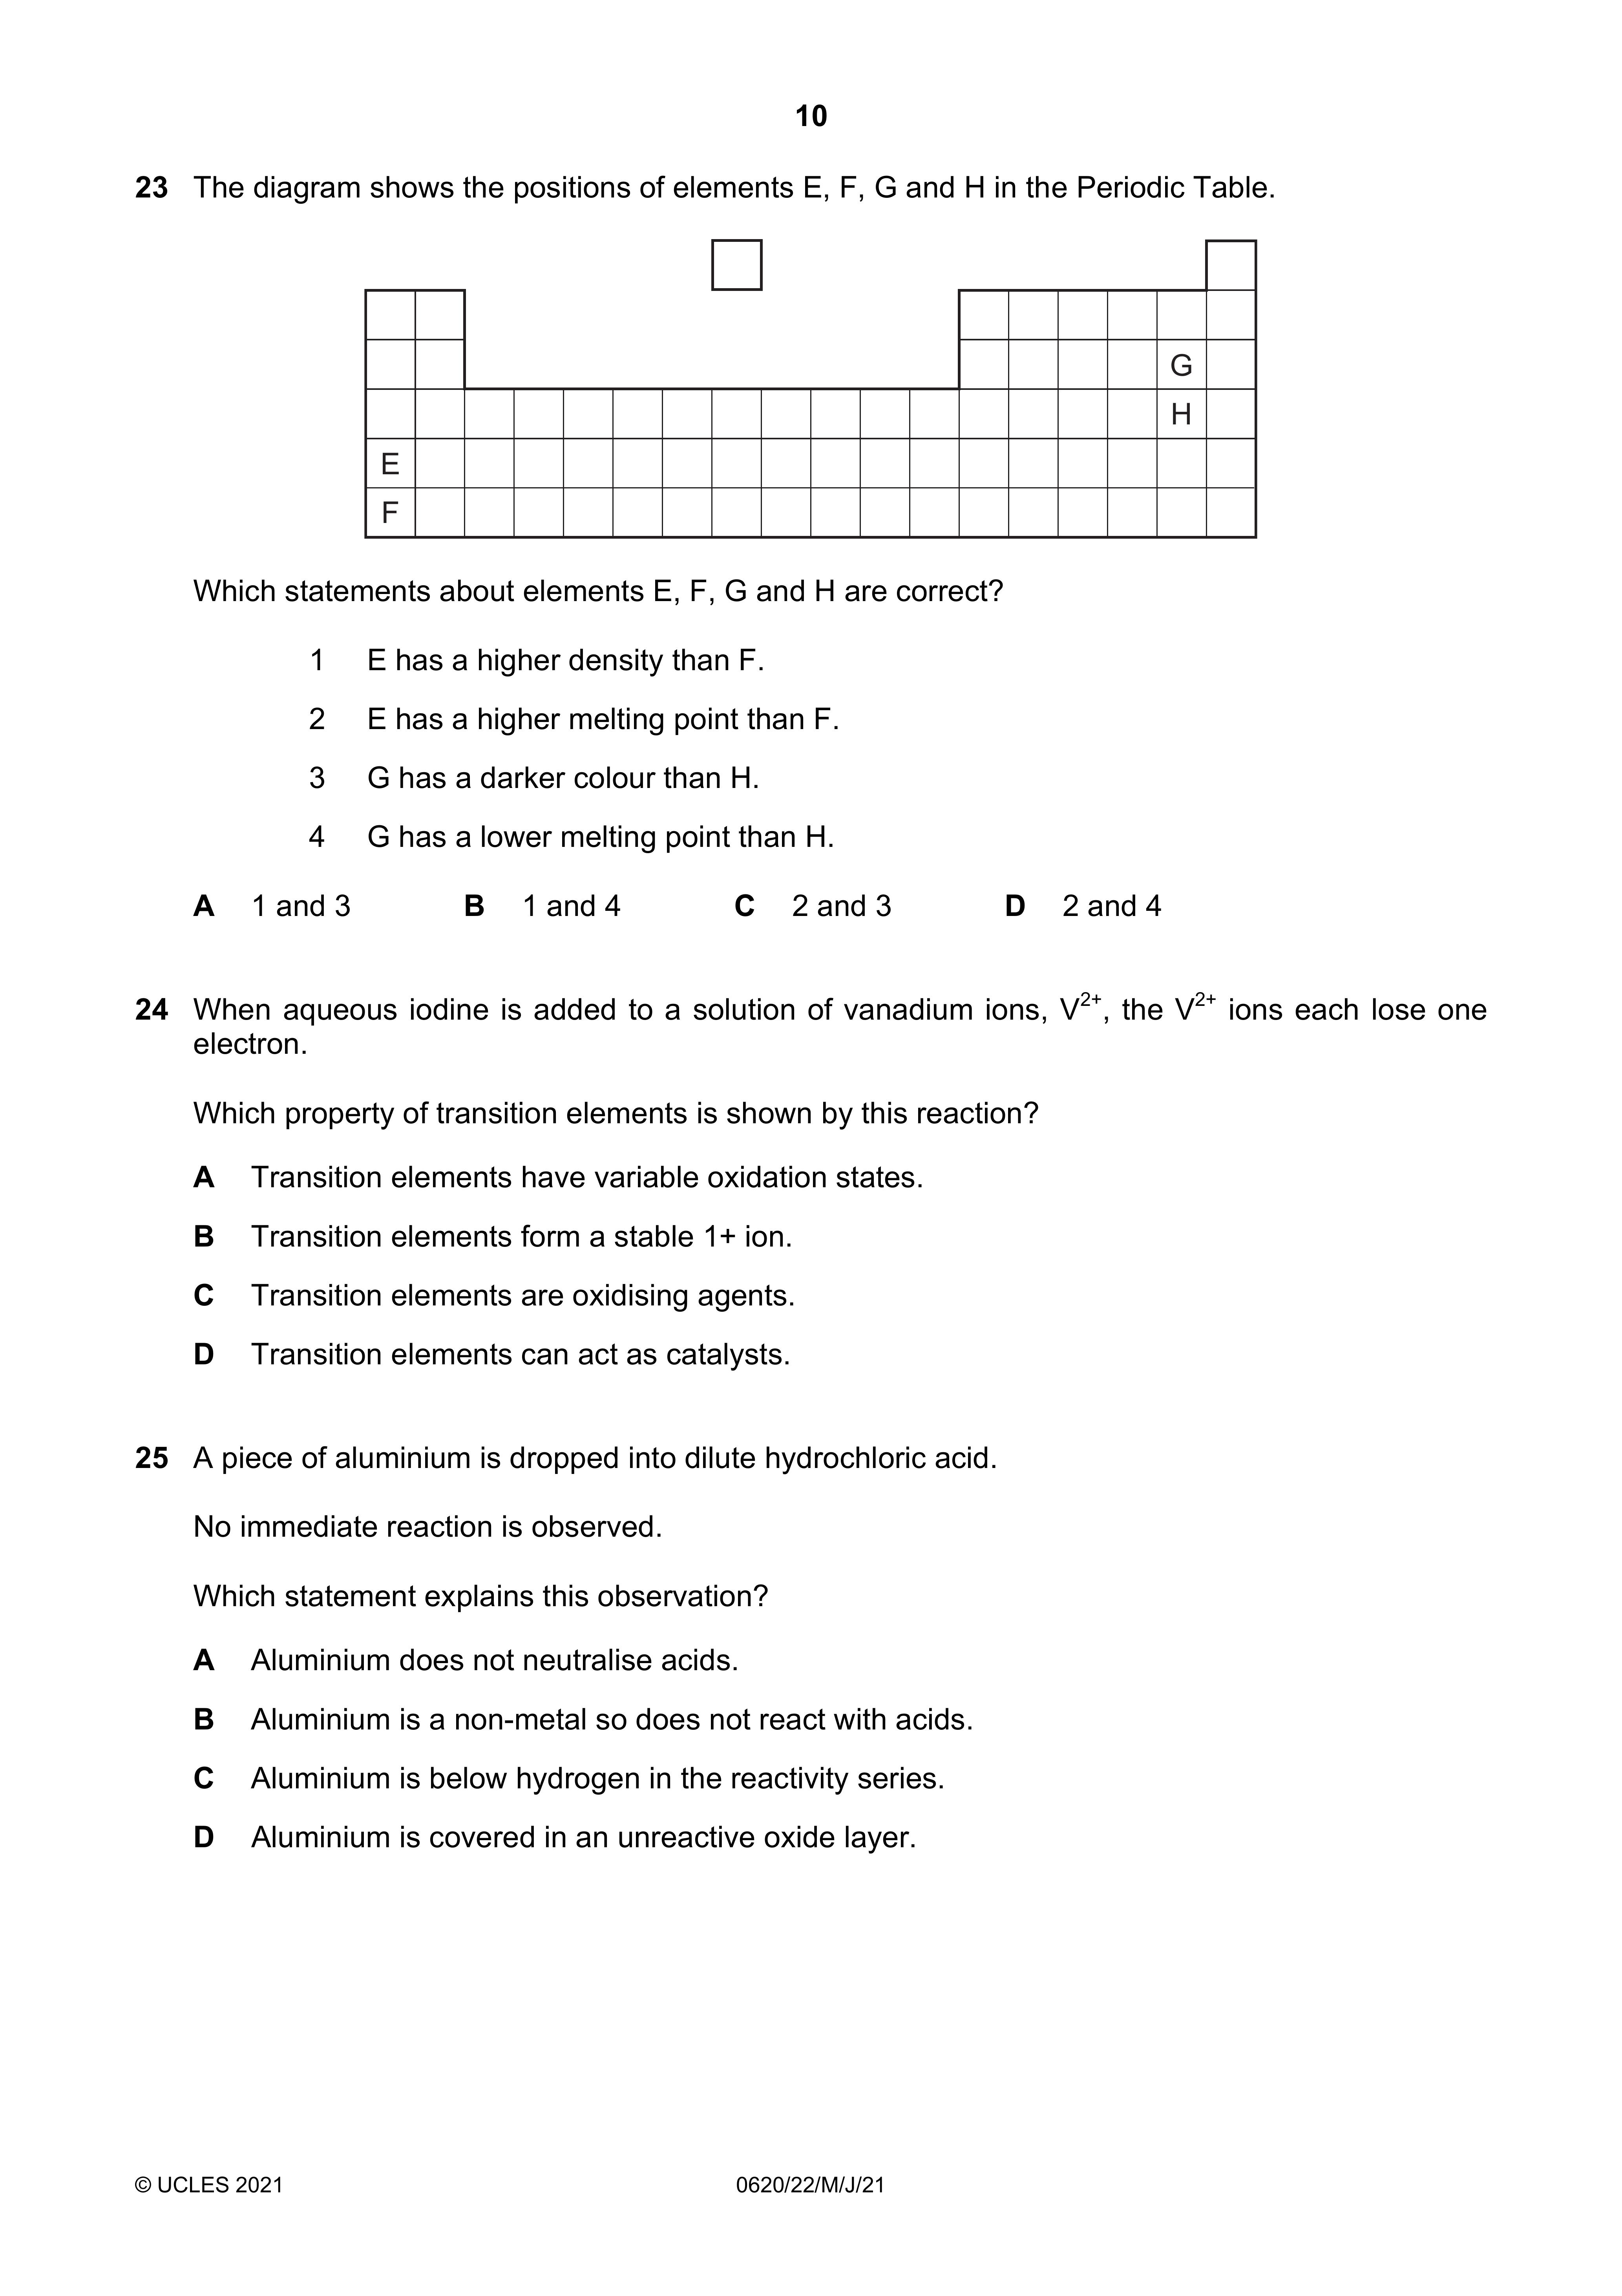 10
23 The diagram shows the positions of elements E, F, G and H in the Periodic Table.
G
H
E
F
Which statements about elements E, F, G and H are correct?
1 E has a higher density than F.
2 E has a higher melting point than F.
3 G has a darker colour than H.
4 G has a lower melting point than H.
A 1 and 3 B 1 and 4 C 2 and 3 D 2 and 4
24 When aqueous iodine is added to a solution of vanadium ions, V²⁺, the V²⁺ ions each lose one
electron.
Which property of transition elements is shown by this reaction?
A Transition elements have variable oxidation states.
B Transition elements form a stable 1+ ion.
C Transition elements are oxidising agents.
D Transition elements can act as catalysts.
25 A piece of aluminium is dropped into dilute hydrochloric acid.
No immediate reaction is observed.
Which statement explains this observation?
A Aluminium does not neutralise acids.
B Aluminium is a non-metal so does not react with acids.
C Aluminium is below hydrogen in the reactivity series.
D Aluminium is covered in an unreactive oxide layer.
© UCLES 2021 0620/22/M/J/21